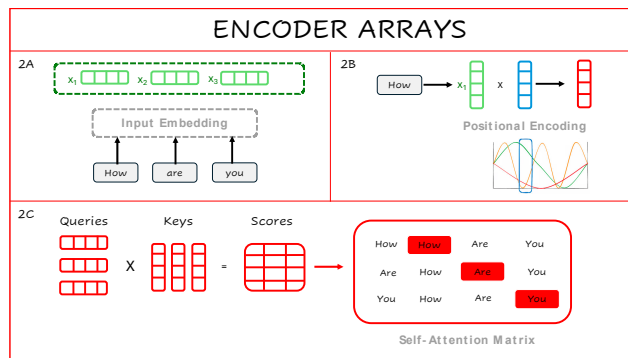 ENCODER ARRAYS
2A
x1 x2 x3
Input Embedding
How are you
2B
How x1 x
Positional Encoding
2C
Queries Keys Scores
X =
How How Are You
Are How Are You
You How Are You
Self-Attention Matrix